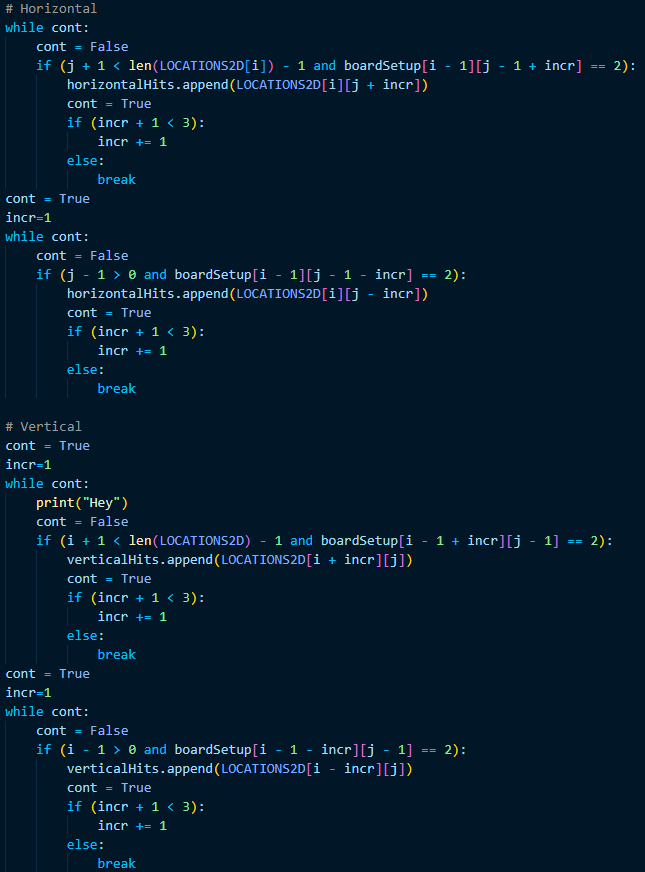 # Horizontal
while cont:
    cont = False
    if (j + 1 < len(LOCATIONS2D[i]) - 1 and boardSetup[i - 1][j - 1 + incr] == 2):
        horizontalHits.append(LOCATIONS2D[i][j + incr])
        cont = True
        if (incr + 1 < 3):
            incr += 1
        else:
            break
cont = True
incr=1
while cont:
    cont = False
    if (j - 1 > 0 and boardSetup[i - 1][j - 1 - incr] == 2):
        horizontalHits.append(LOCATIONS2D[i][j - incr])
        cont = True
        if (incr + 1 < 3):
            incr += 1
        else:
            break

# Vertical
cont = True
incr=1
while cont:
    print("Hey")
    cont = False
    if (i + 1 < len(LOCATIONS2D) - 1 and boardSetup[i - 1 + incr][j - 1] == 2):
        verticalHits.append(LOCATIONS2D[i + incr][j])
        cont = True
        if (incr + 1 < 3):
            incr += 1
        else:
            break
cont = True
incr=1
while cont:
    cont = False
    if (i - 1 > 0 and boardSetup[i - 1 - incr][j - 1] == 2):
        verticalHits.append(LOCATIONS2D[i - incr][j])
        cont = True
        if (incr + 1 < 3):
            incr += 1
        else:
            break